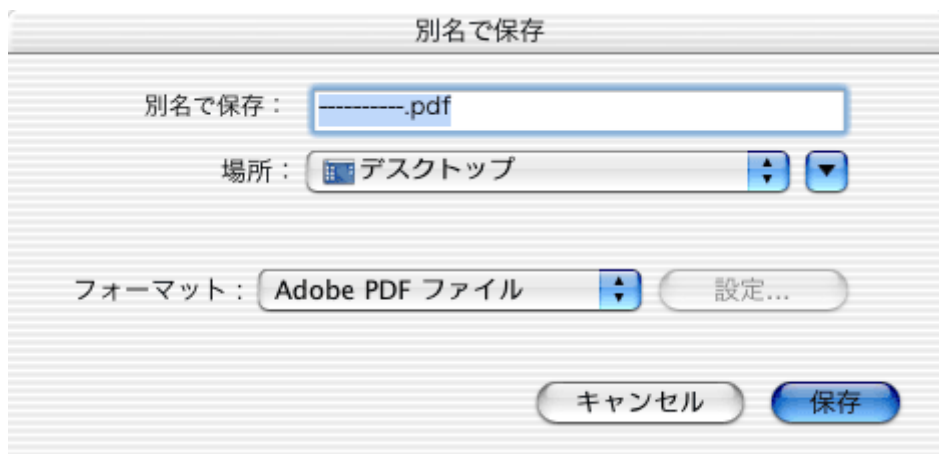 別名で保存
別名で保存： ----------.pdf
場所： デスクトップ
フォーマット： Adobe PDF ファイル 設定...
キャンセル 保存